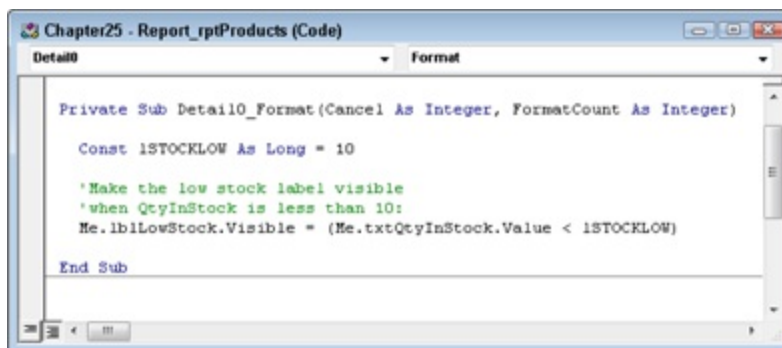 Chapter25 - Report_rptProducts (Code)
Detail0 Format
Private Sub Detail0_Format(Cancel As Integer, FormatCount As Integer)
Const lSTOCKLOW As Long = 10
'Make the low stock label visible
'when QtyInStock is less than 10:
Me.lblLowStock.Visible = (Me.txtQtyInStock.Value < lSTOCKLOW)
End Sub